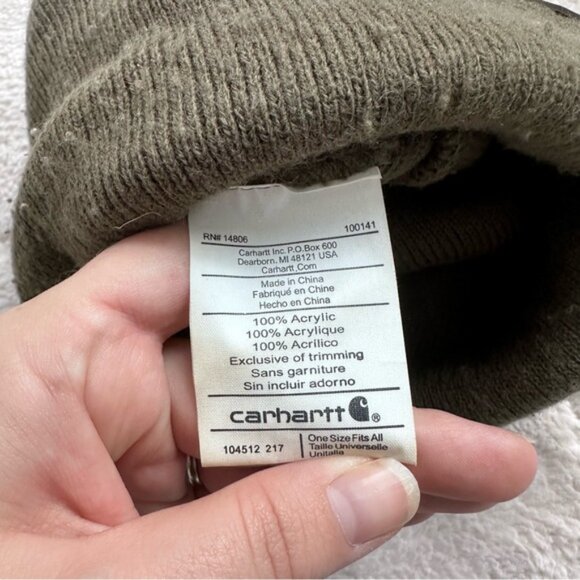 RN# 14806 100141
Carhartt Inc. P.O.Box 600
Dearborn, MI 48121 USA
Carhartt.Com
Made in China
Fabriqué en Chine
Hecho en China
100% Acrylic
100% Acrylique
100% Acrílico
Exclusive of trimming
Sans garniture
Sin incluir adorno
carhartt ®
104512 217
One Size Fits All
Taille Universelle
Unitalla